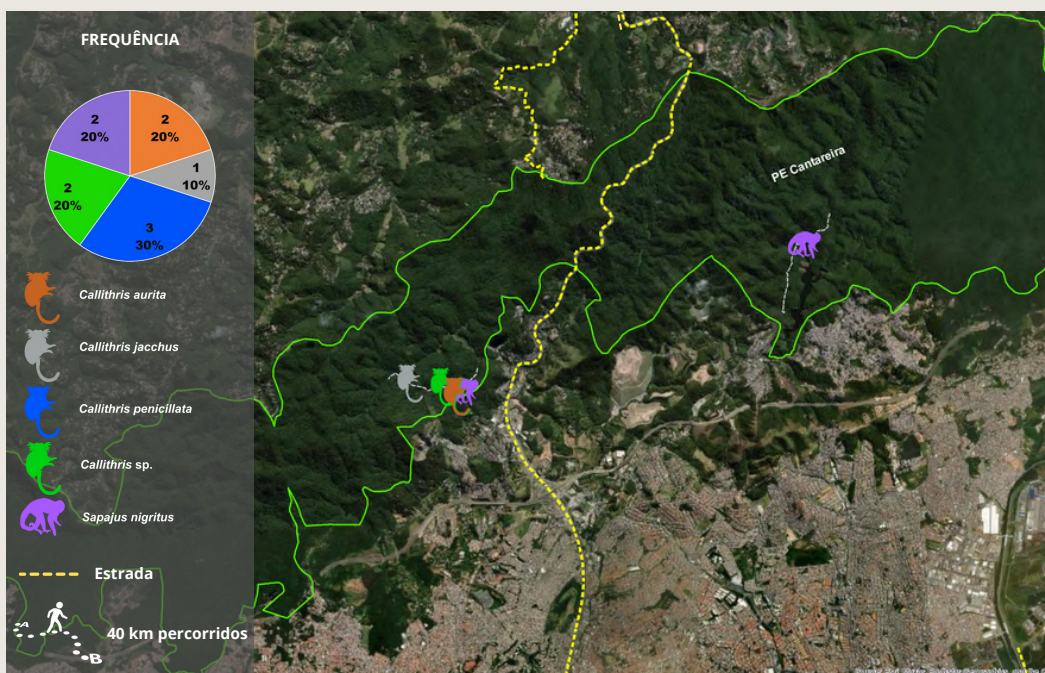 FREQUÊNCIA
2
20%
2
20%
1
10%
2
20%
3
30%
Callithris aurita
Callithris jacchus
Callithris penicillata
Callithris sp.
Sapajus nigritus
Estrada
A
B
40 km percorridos
PE Cantareira